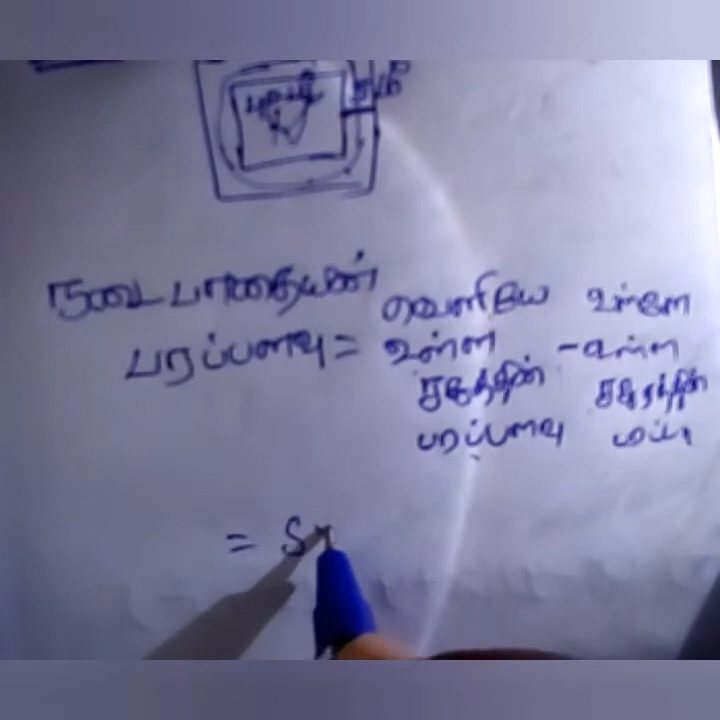 நடைபாதையின் வெளியே உள்ளே
பரப்பளவு = உள்ள - உள்ள
சதுரத்தின் சதுரத்தின்
பரப்பளவு
= S